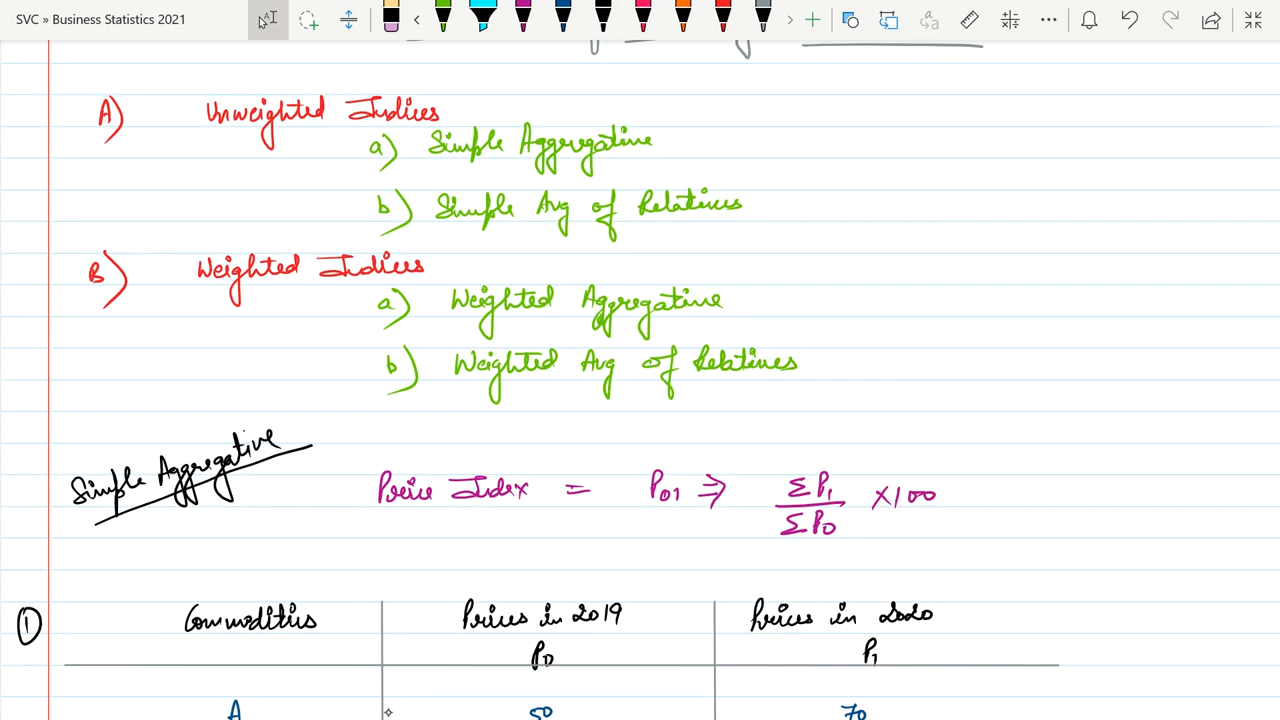 SVC » Business Statistics 2021
A) Unweighted Indices
a) Simple Aggregative
b) Simple Avg of Relatives
B) Weighted Indices
a) Weighted Aggregative
b) Weighted Avg of Relatives
Simple Aggregative
Price Index = P01 ⇒ ΣP1 / ΣP0 ×100
① Commodities Prices in 2019 Prices in 2020
P0 P1
A 50 70